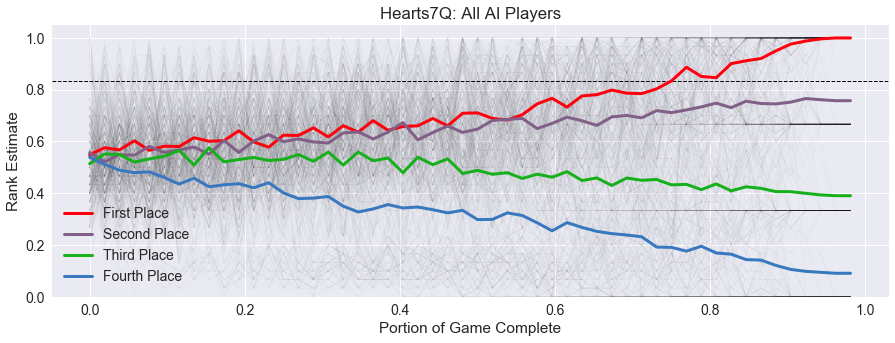 Hearts7Q: All AI Players
1.0
0.8
0.6
0.4
0.2
0.0
Rank Estimate
First Place
Second Place
Third Place
Fourth Place
0.0 0.2 0.4 0.6 0.8 1.0
Portion of Game Complete